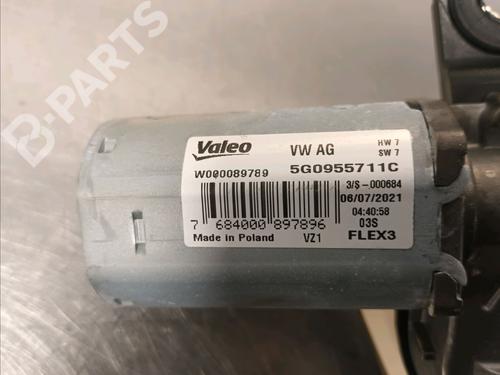 B-PARTS
Valeo
VW AG
HW 7
SW 7
W000089789
5G0955711C
3/S-000684
06/07/2021
04:40:58
7 684000 897896
03S
Made in Poland
VZ1
FLEX3